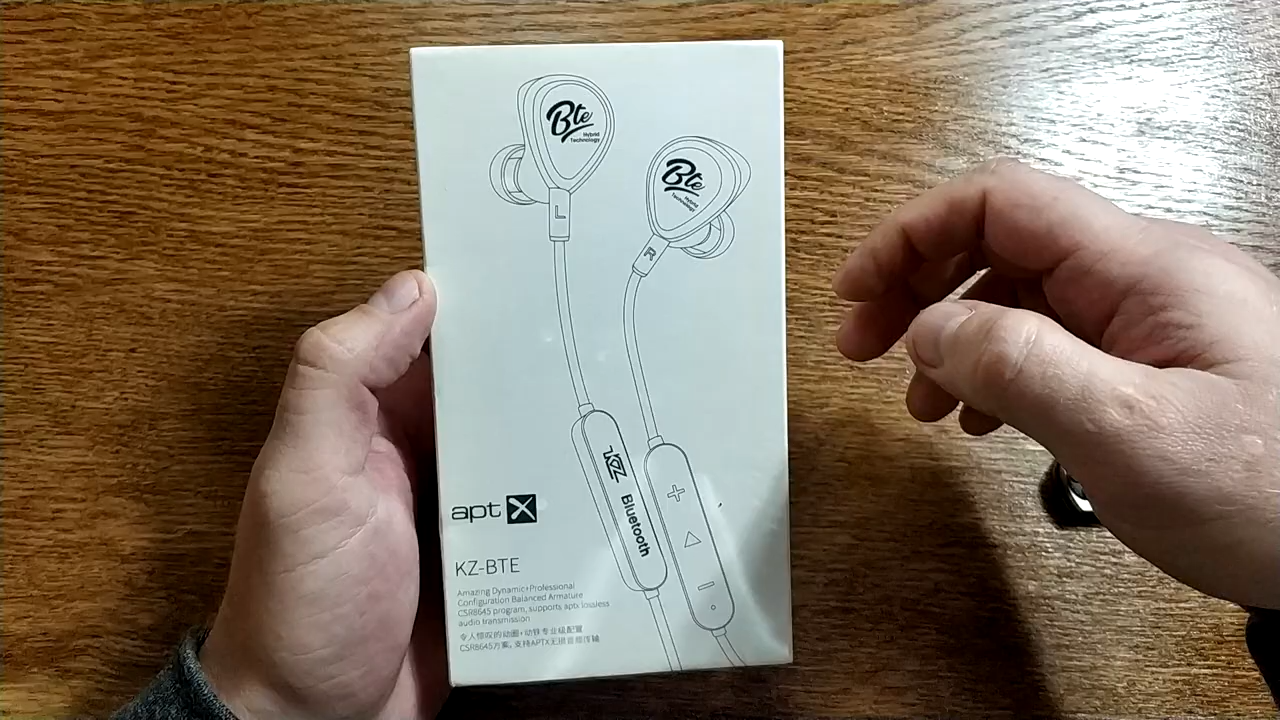 Bte
Hybrid
Technology
Bte
Hybrid
Technology
L
R
KZ
Bluetooth
aptX
KZ-BTE
Amazing Dynamic+Professional
Configuration Balanced Armature
CSR8645 program, supports aptx lossless
audio transmission
令人惊叹的动圈+动铁专业级配置
CSR8645方案，支持APTX无损音频传输